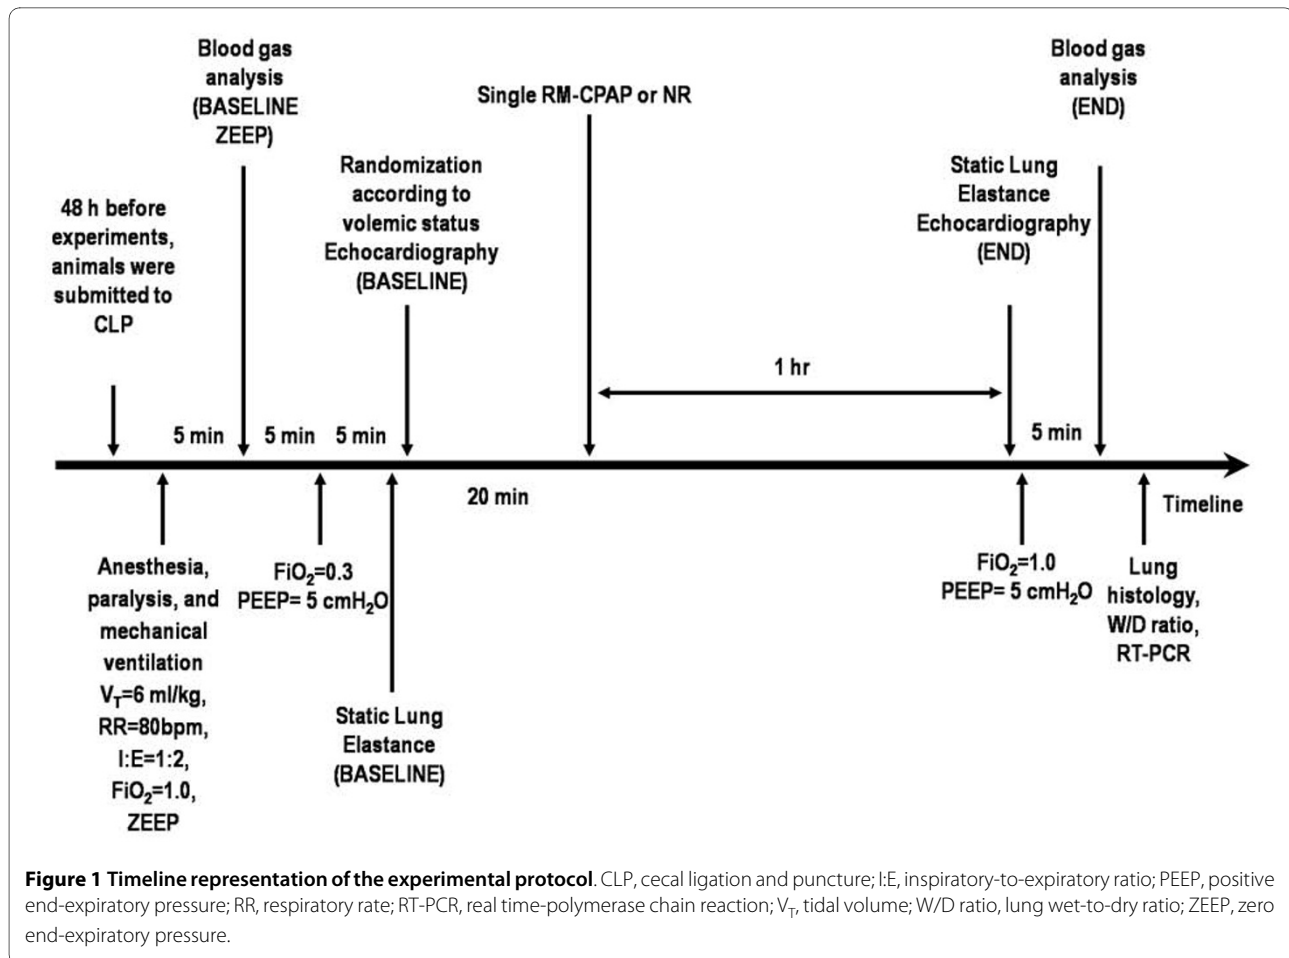 Blood gas
analysis
(BASELINE
ZEEP)
Blood gas
analysis
(END)
Single RM-CPAP or NR
Randomization
according to
volemic status
Echocardiography
(BASELINE)
Static Lung
Elastance
Echocardiography
(END)
48 h before
experiments,
animals were
submitted to
CLP
1 hr
5 min
5 min
5 min
5 min
20 min
Timeline
Anesthesia,
paralysis, and
mechanical
ventilation
V_T=6 ml/kg,
RR=80bpm,
I:E=1:2,
FiO₂=1.0,
ZEEP
FiO₂=0.3
PEEP= 5 cmH₂O
Static Lung
Elastance
(BASELINE)
FiO₂=1.0
PEEP= 5 cmH₂O
Lung
histology,
W/D ratio,
RT-PCR
Figure 1 Timeline representation of the experimental protocol. CLP, cecal ligation and puncture; I:E, inspiratory-to-expiratory ratio; PEEP, positive
end-expiratory pressure; RR, respiratory rate; RT-PCR, real time-polymerase chain reaction; V_T, tidal volume; W/D ratio, lung wet-to-dry ratio; ZEEP, zero
end-expiratory pressure.